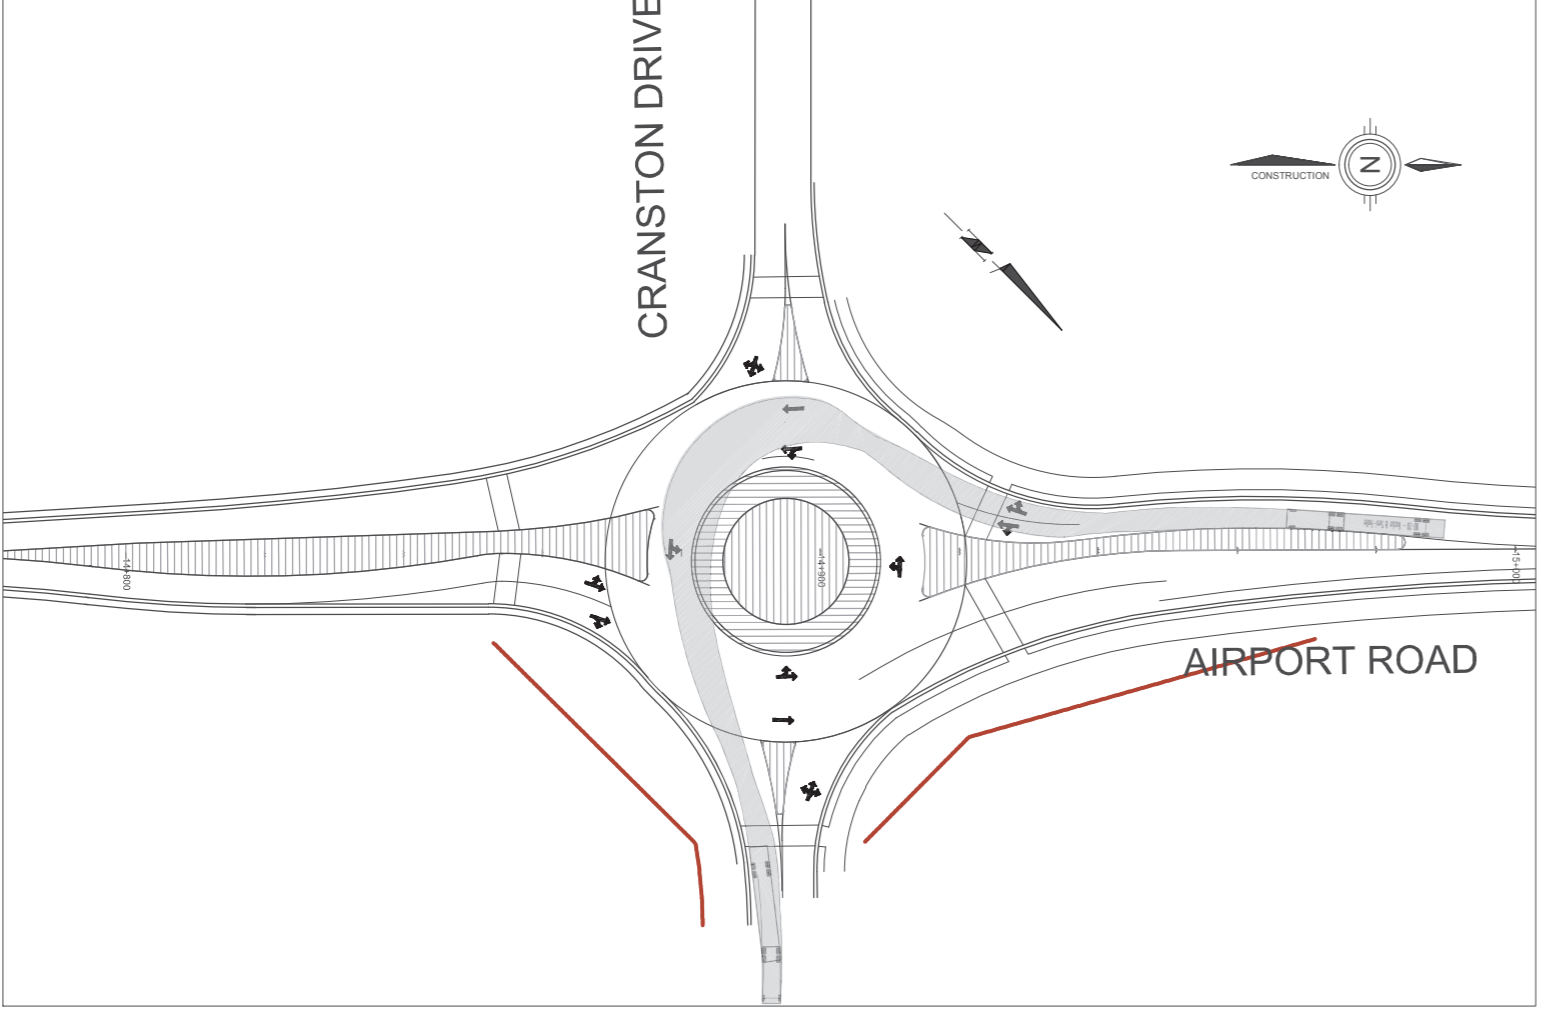 CRANSTON DRIVE
N
CONSTRUCTION
14+800
14+900
15+000
AIRPORT ROAD